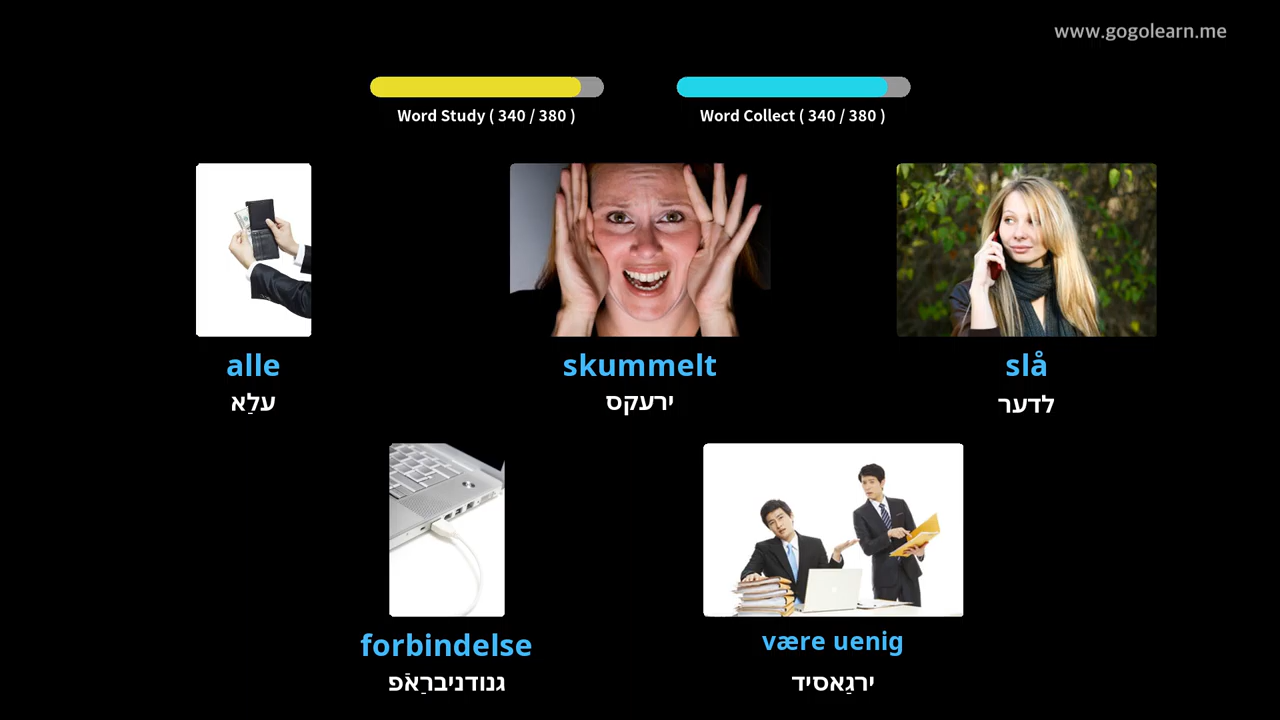 www.gogolearn.me
Word Study ( 340 / 380 )
Word Collect ( 340 / 380 )
alle
עלַא
skummelt
ירעקס
slå
לדער
forbindelse
גנודניברַאֿפ
være uenig
ירגַאסיד